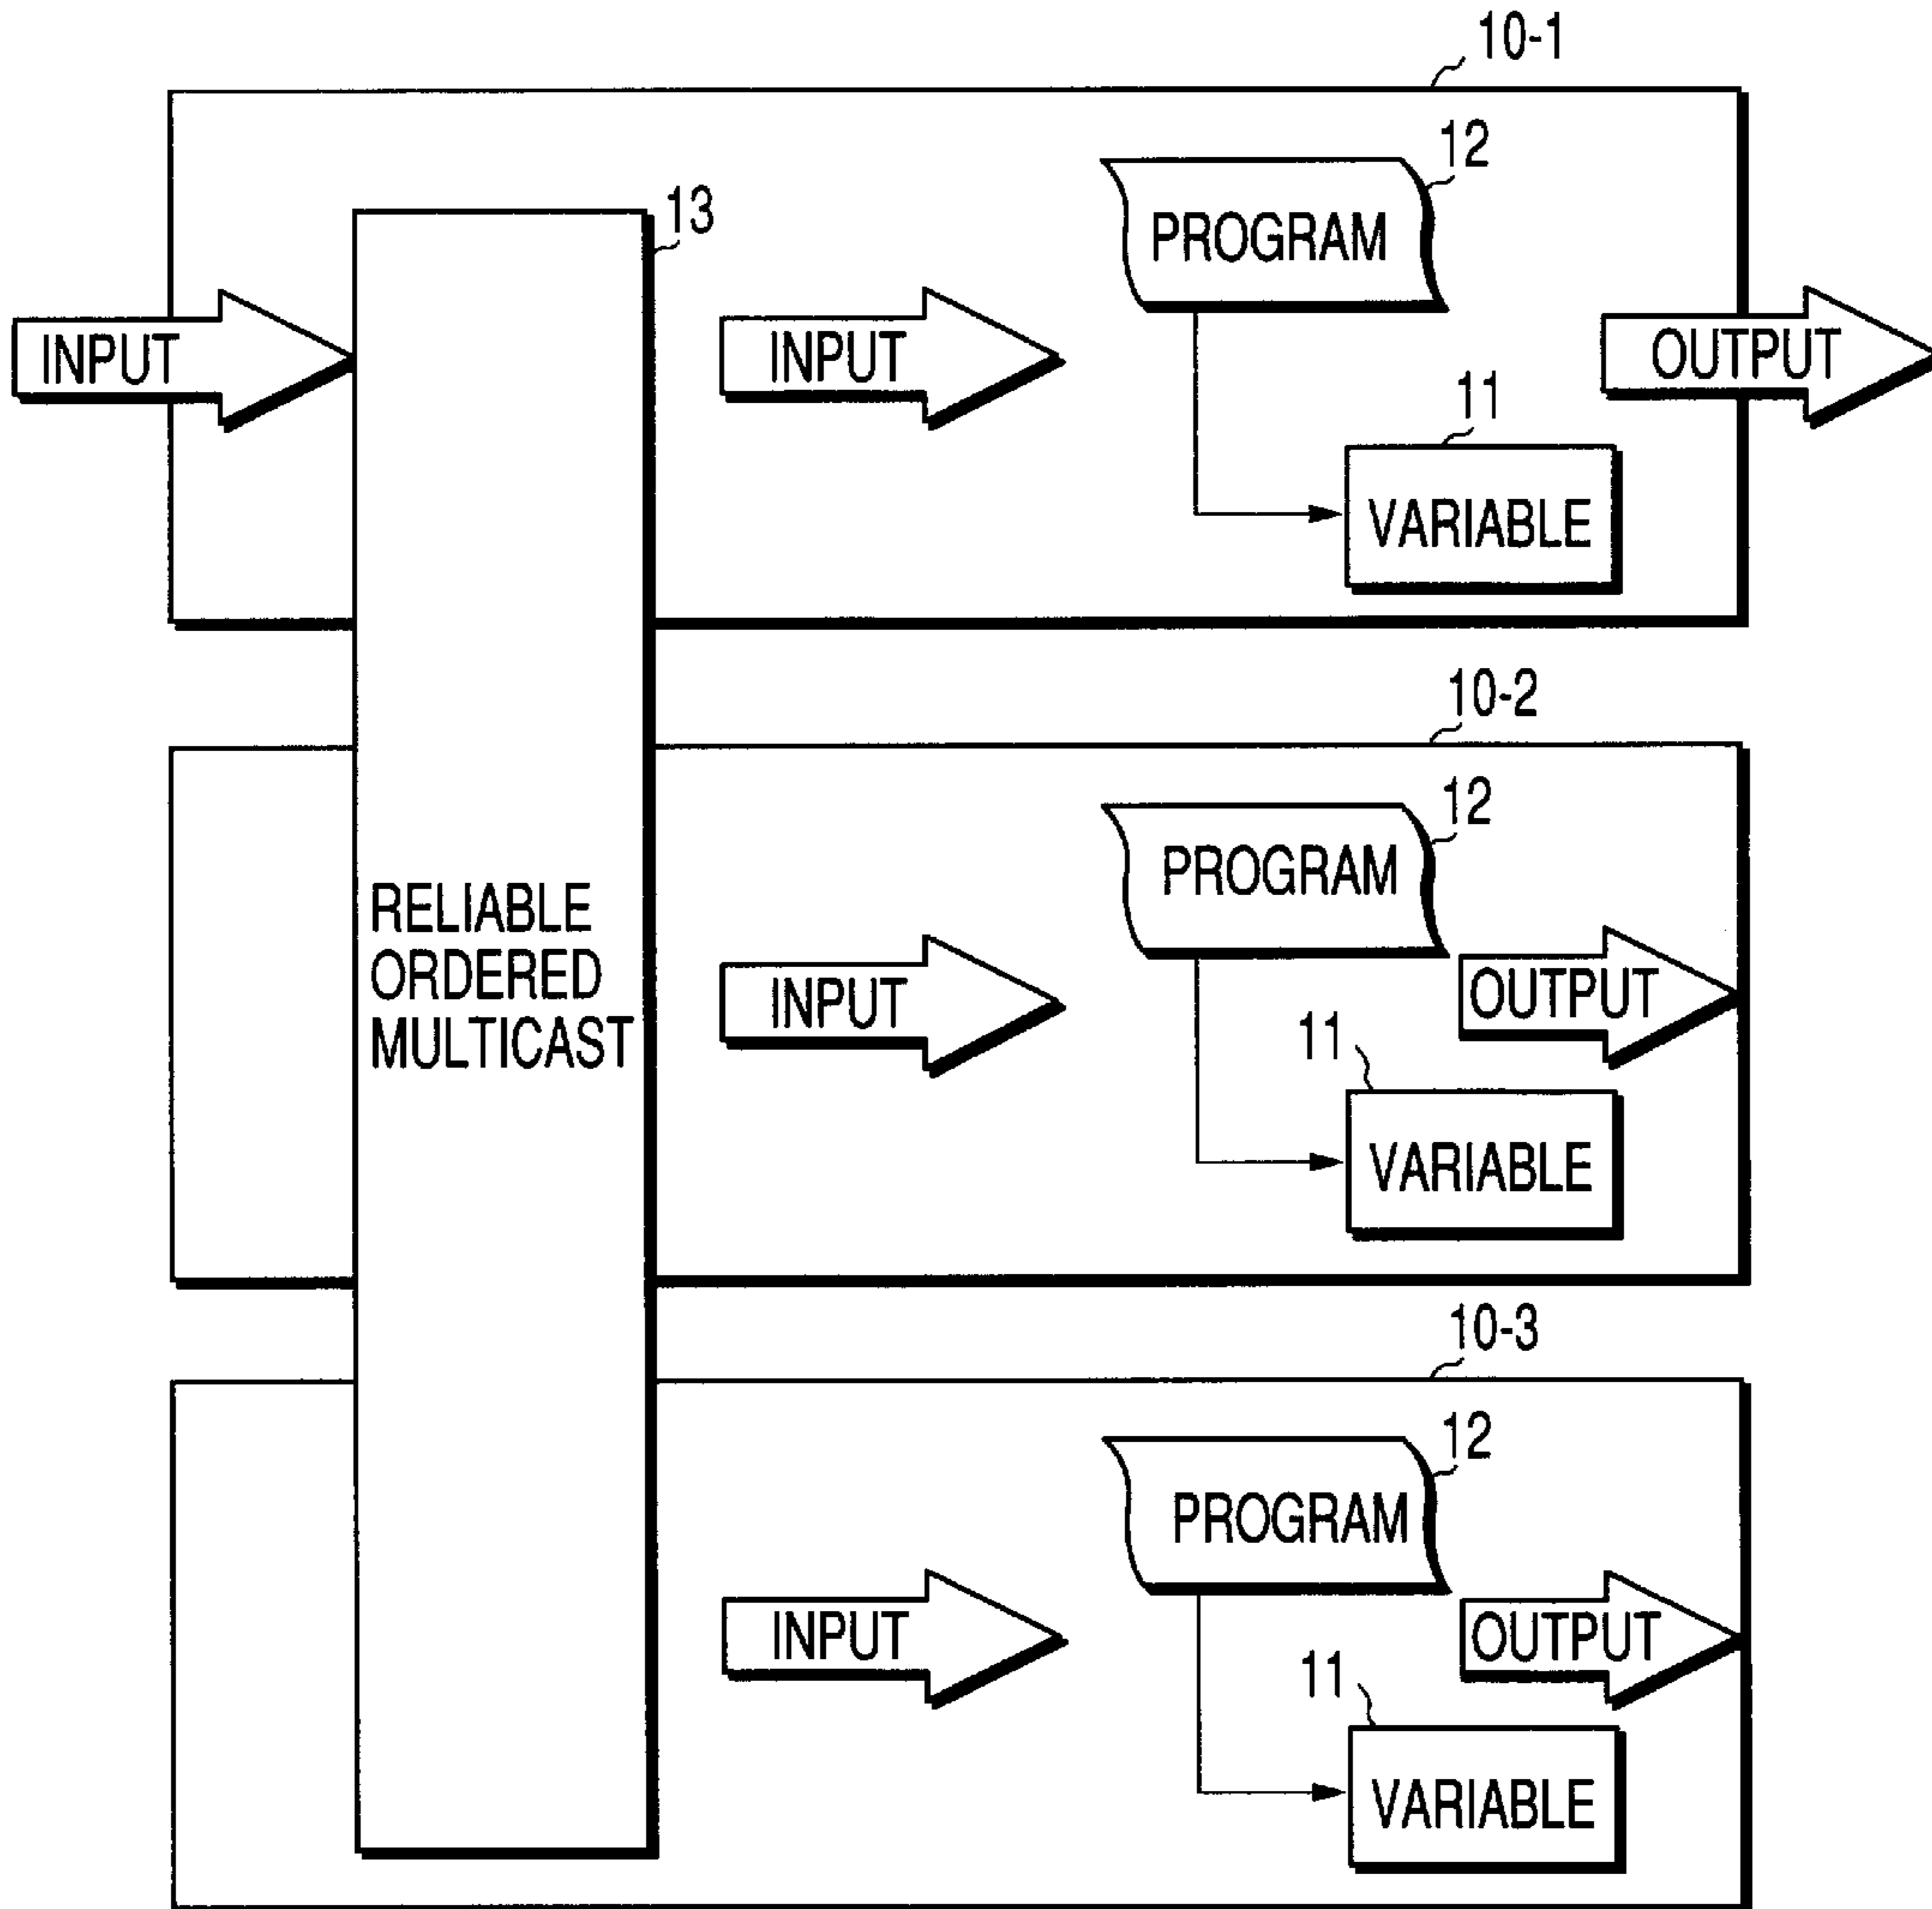 10-1
12
PROGRAM
13
INPUT
INPUT
OUTPUT
11
VARIABLE
10-2
12
PROGRAM
RELIABLE
ORDERED
MULTICAST
INPUT
OUTPUT
11
VARIABLE
10-3
12
PROGRAM
INPUT
OUTPUT
11
VARIABLE